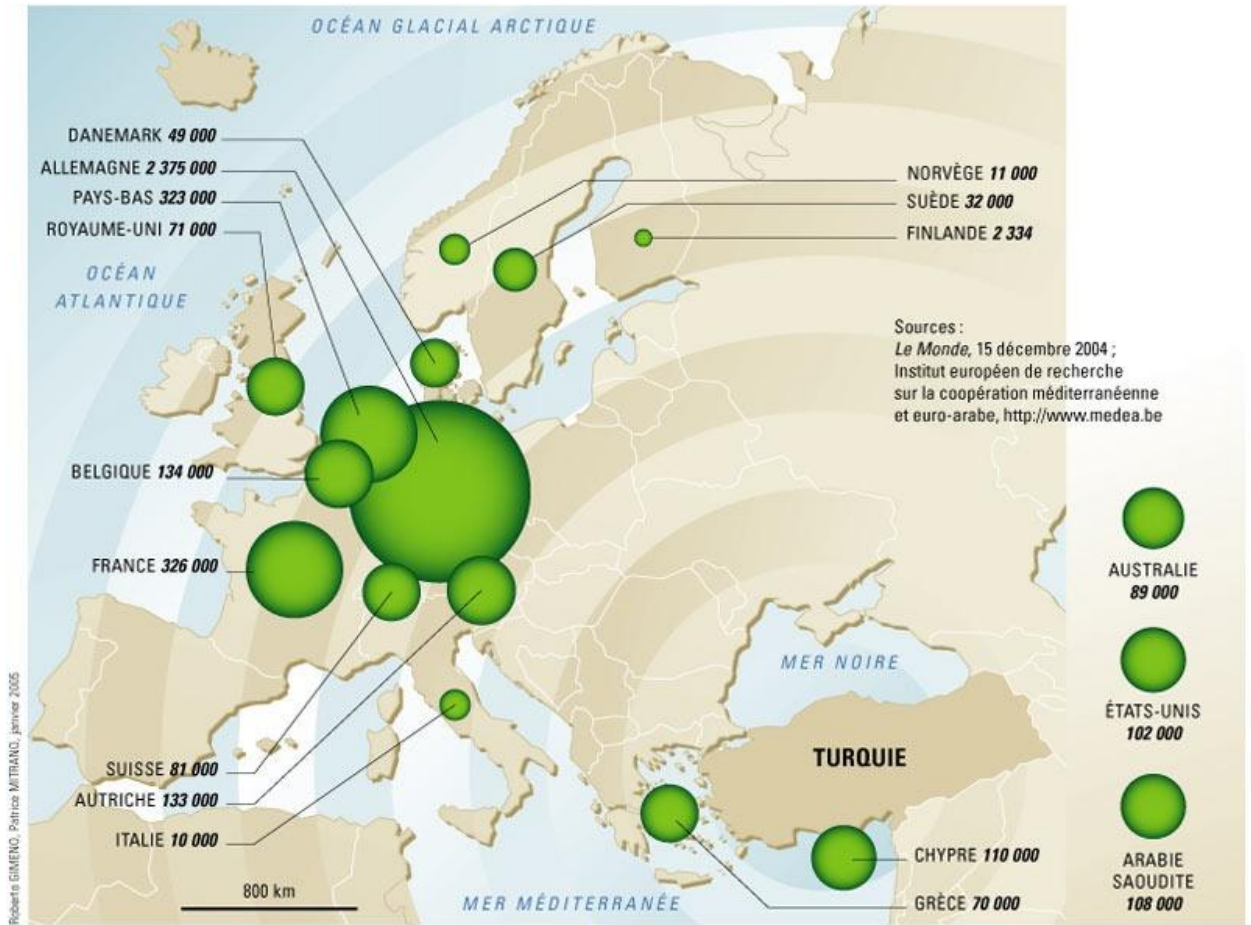 OCÉAN GLACIAL ARCTIQUE
DANEMARK 49 000
ALLEMAGNE 2 375 000
PAYS-BAS 323 000
ROYAUME-UNI 71 000
OCÉAN
ATLANTIQUE
NORVÈGE 11 000
SUÈDE 32 000
FINLANDE 2 334
Sources :
Le Monde, 15 décembre 2004 ;
Institut européen de recherche
sur la coopération méditerranéenne
et euro-arabe, http://www.medea.be
BELGIQUE 134 000
FRANCE 326 000
AUSTRALIE
89 000
MER NOIRE
ÉTATS-UNIS
102 000
TURQUIE
SUISSE 81 000
AUTRICHE 133 000
ITALIE 10 000
CHYPRE 110 000
GRÈCE 70 000
ARABIE
SAOUDITE
108 000
800 km
MER MÉDITERRANÉE
Roberto GIMENO, Patrice MITRANO, janvier 2005